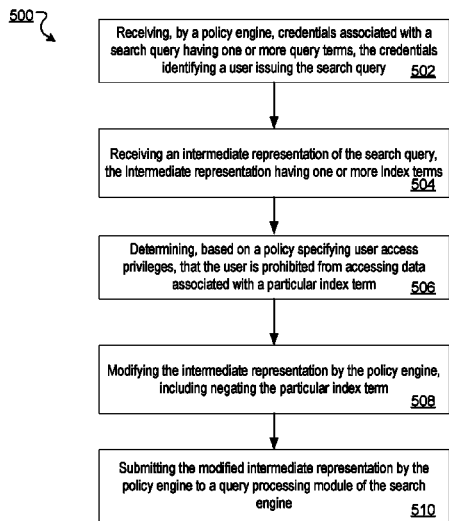 500
Receiving, by a policy engine, credentials associated with a
search query having one or more query terms, the credentials
identifying a user issuing the search query
502
Receiving an intermediate representation of the search query,
the intermediate representation having one or more index terms
504
Determining, based on a policy specifying user access
privileges, that the user is prohibited from accessing data
associated with a particular index term
506
Modifying the intermediate representation by the policy engine,
including negating the particular index term
508
Submitting the modified intermediate representation by the
policy engine to a query processing module of the search
engine
510